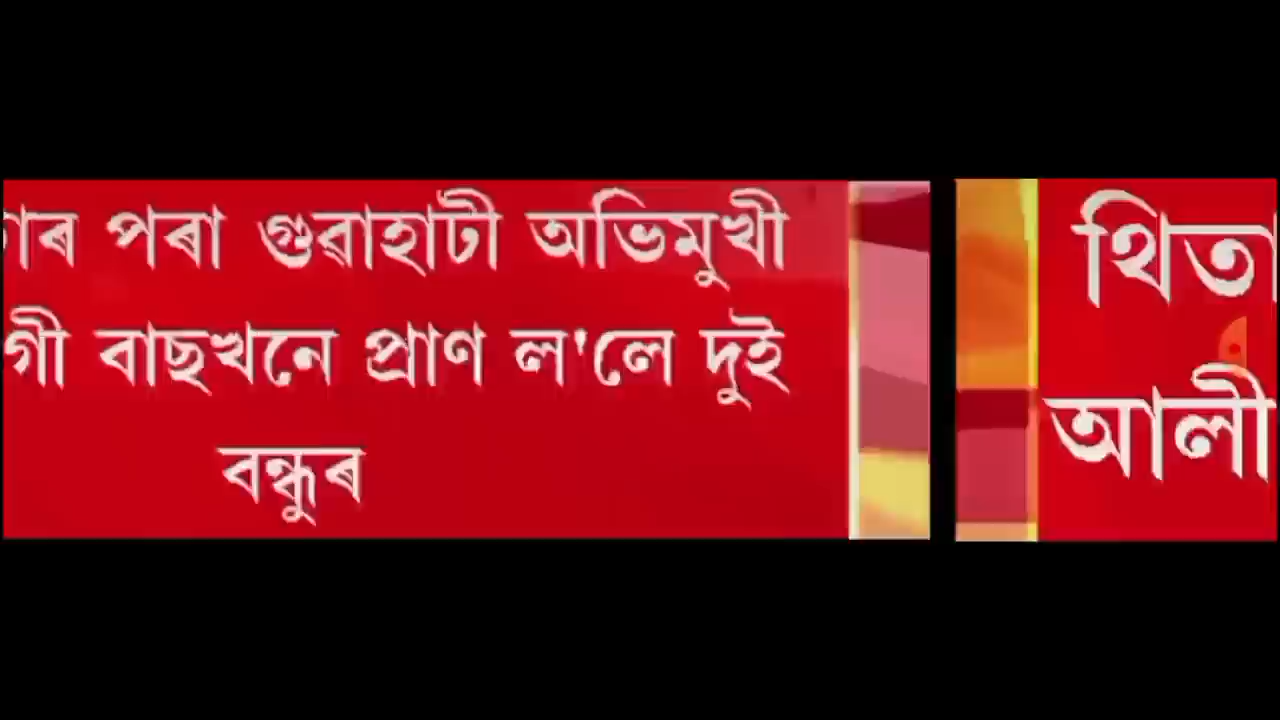 পৰা গুৱাহাটী অভিমুখী
বাছখনে প্ৰাণ ল'লে দুই
বন্ধুৰ
আলী